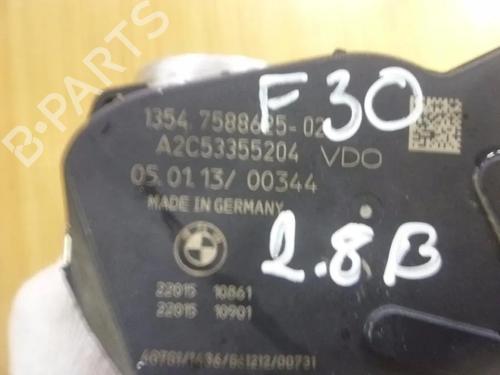 B-PARTS
F30
1354 7588625-02
A2C53355204 VDO
05.01.13/ 00344
MADE IN GERMANY
BMW
2.8B
22015 10861
22015 10901